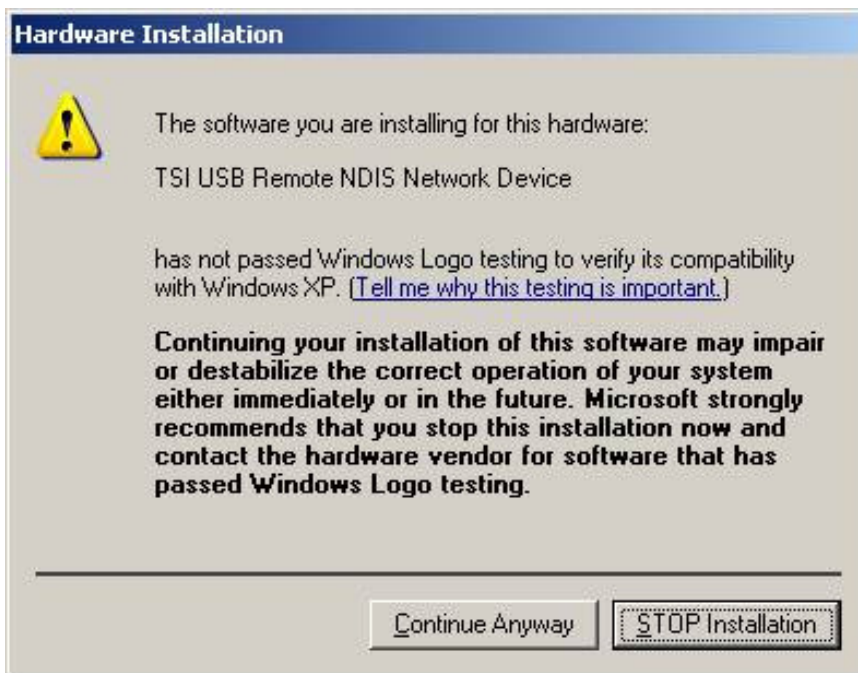 Hardware Installation
The software you are installing for this hardware:
TSI USB Remote NDIS Network Device
has not passed Windows Logo testing to verify its compatibility
with Windows XP. (Tell me why this testing is important.)
Continuing your installation of this software may impair
or destabilize the correct operation of your system
either immediately or in the future. Microsoft strongly
recommends that you stop this installation now and
contact the hardware vendor for software that has
passed Windows Logo testing.
Continue Anyway
STOP Installation